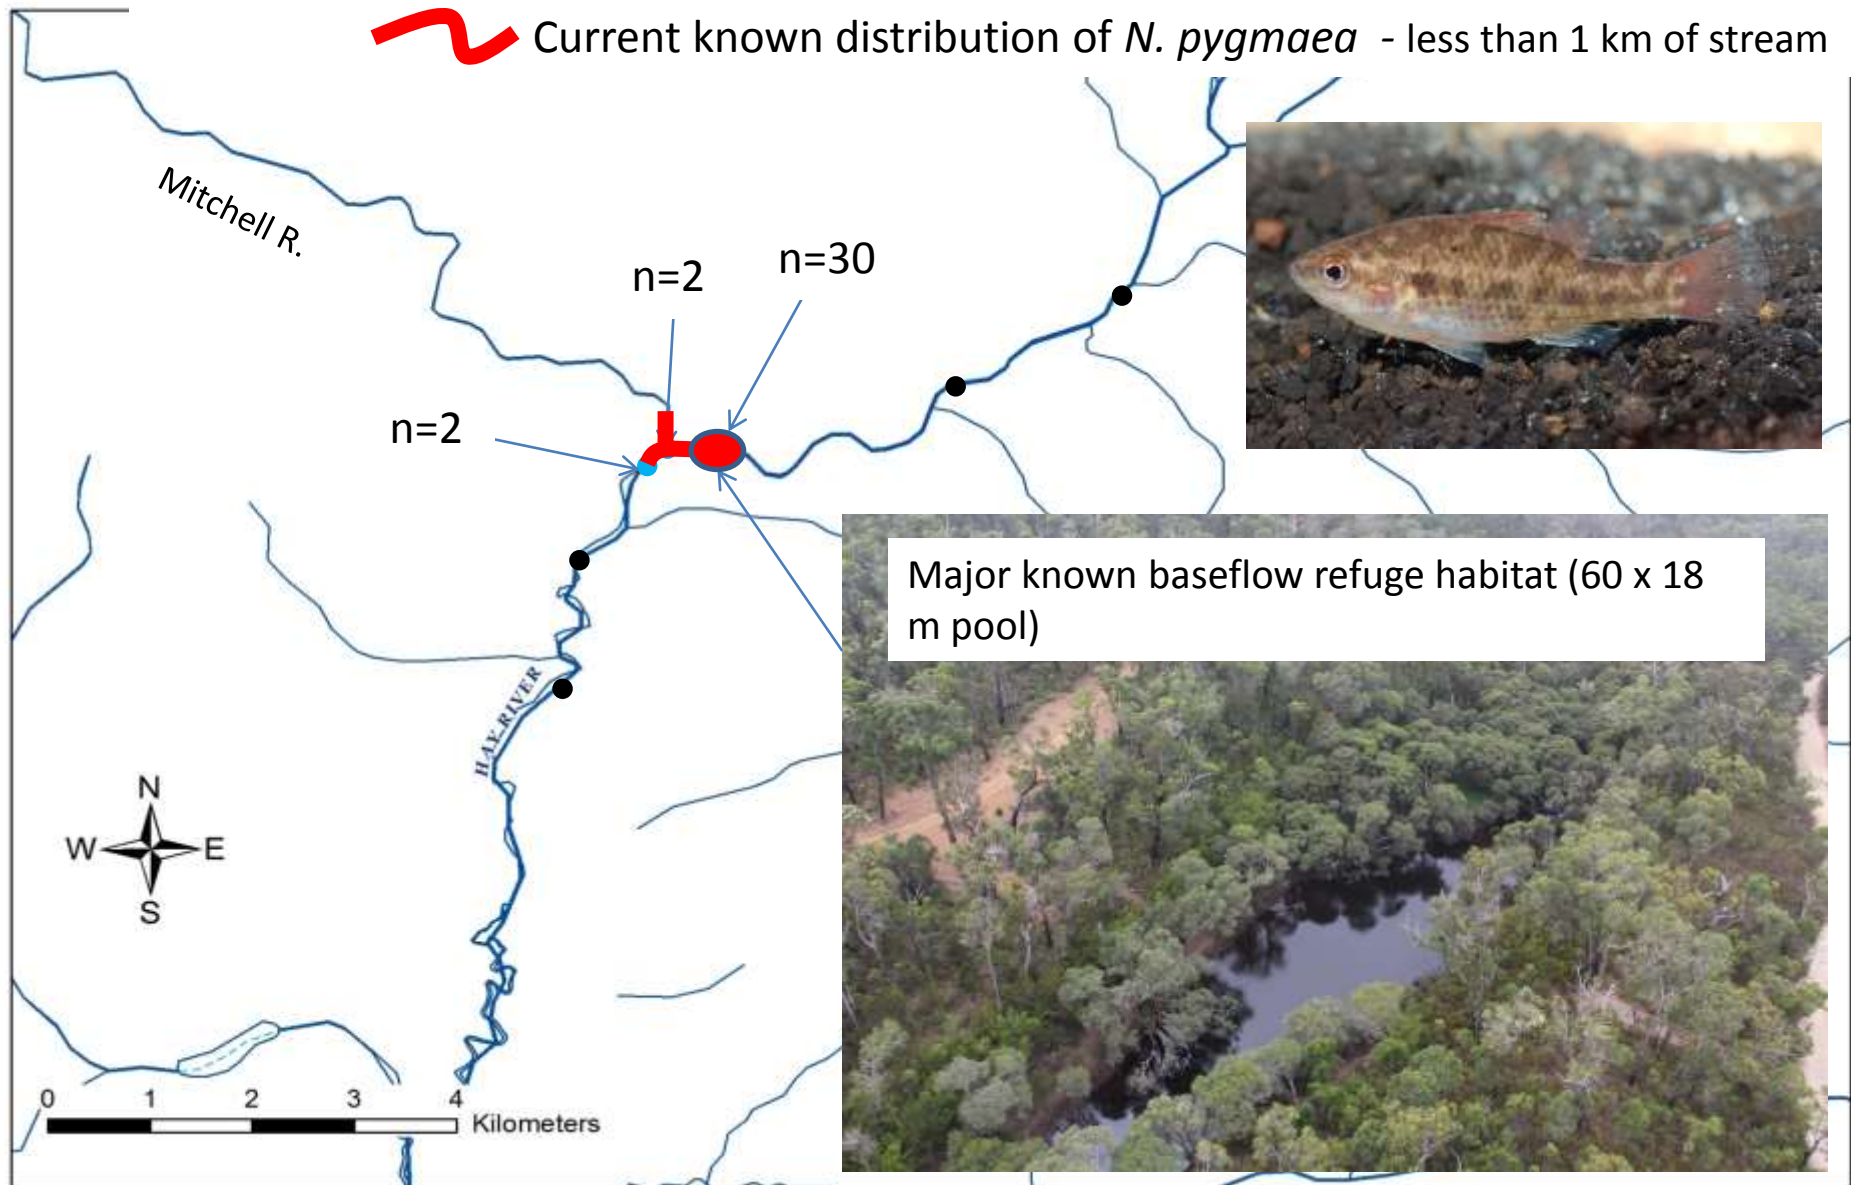 Current known distribution of N. pygmaea - less than 1 km of stream
Mitchell R.
n=2
n=30
n=2
Major known baseflow refuge habitat (60 x 18
m pool)
HAY RIVER
N
W E
S
0 1 2 3 4
Kilometers